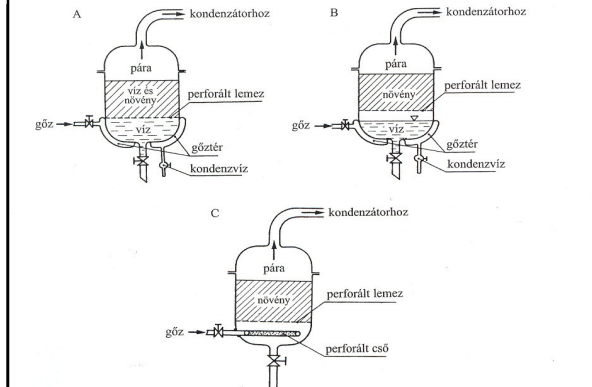 A
kondenzátorhoz
pára
víz és
növény
perforált lemez
gőz
víz
gőztér
kondenzvíz
B
kondenzátorhoz
pára
növény
perforált lemez
gőz
víz
gőztér
kondenzvíz
C
kondenzátorhoz
pára
növény
perforált lemez
gőz
perforált cső